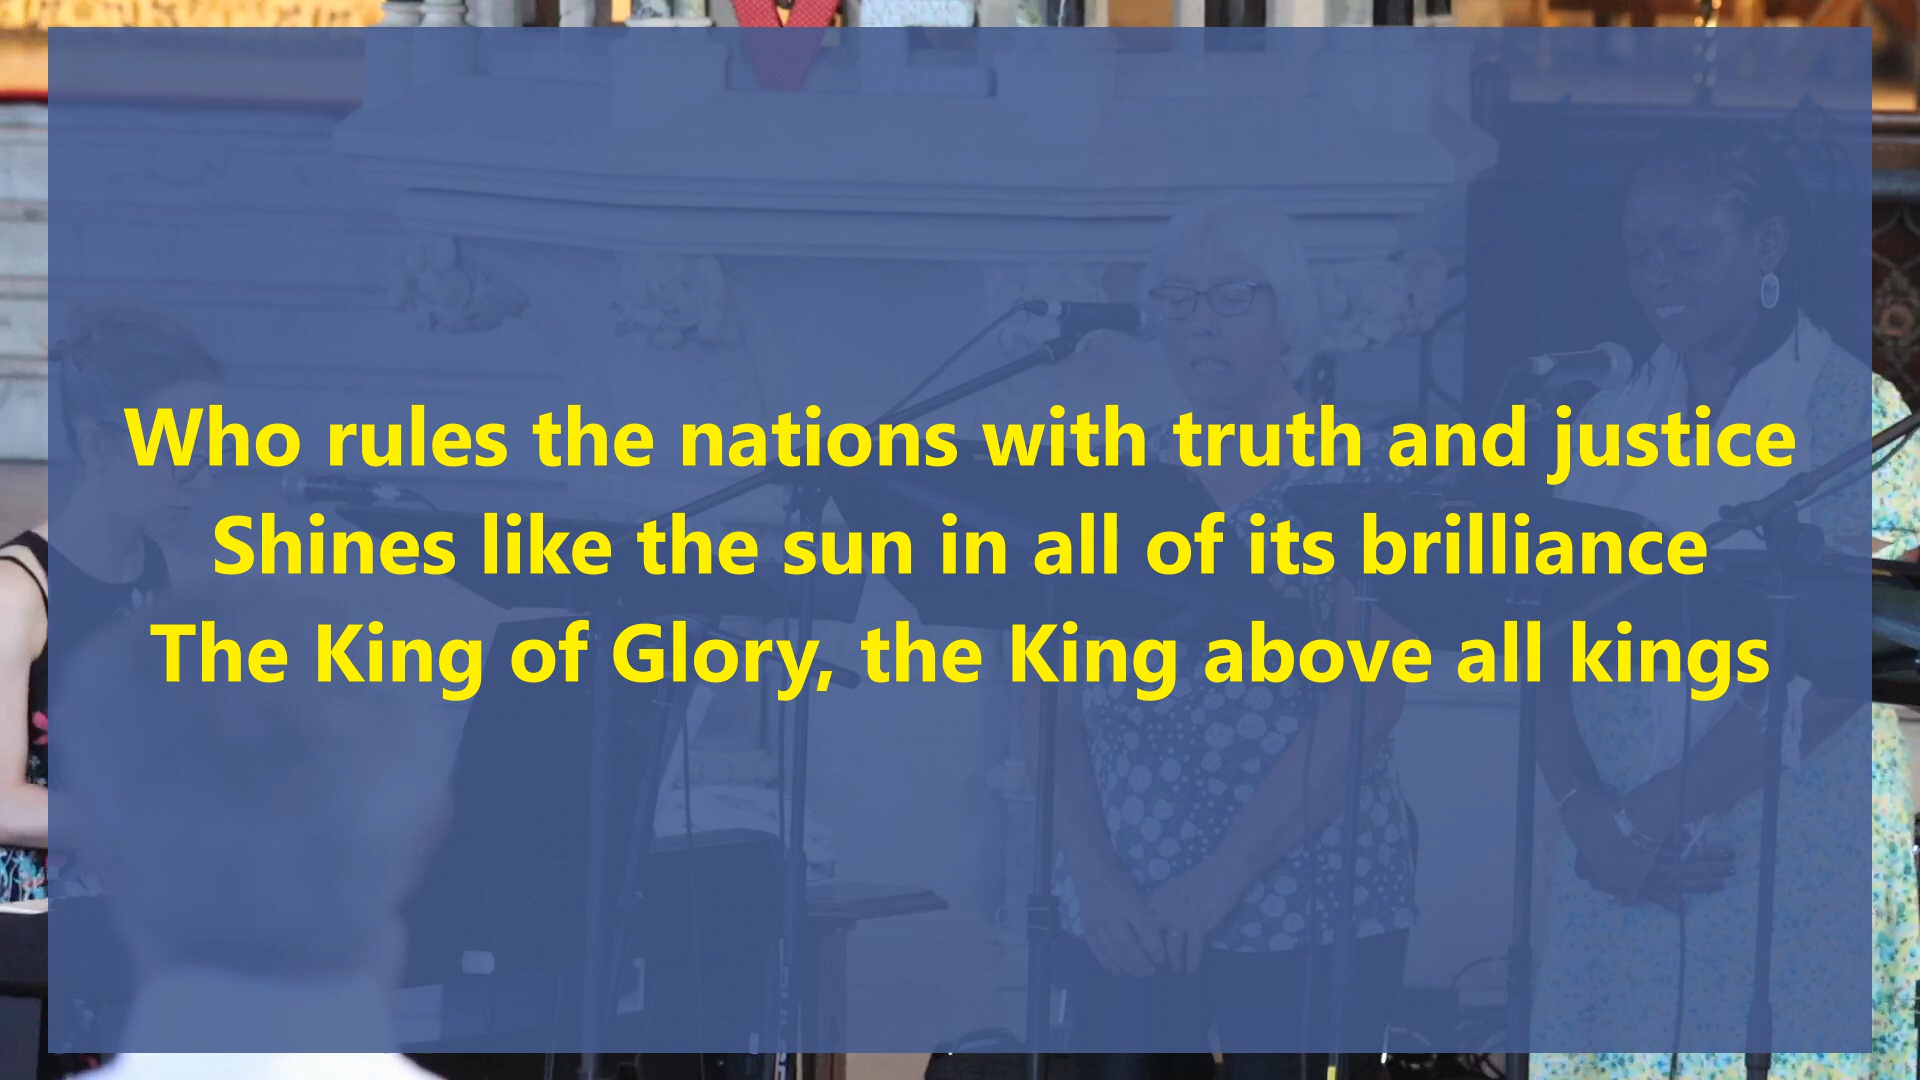 Who rules the nations with truth and justice
Shines like the sun in all of its brilliance
The King of Glory, the King above all kings